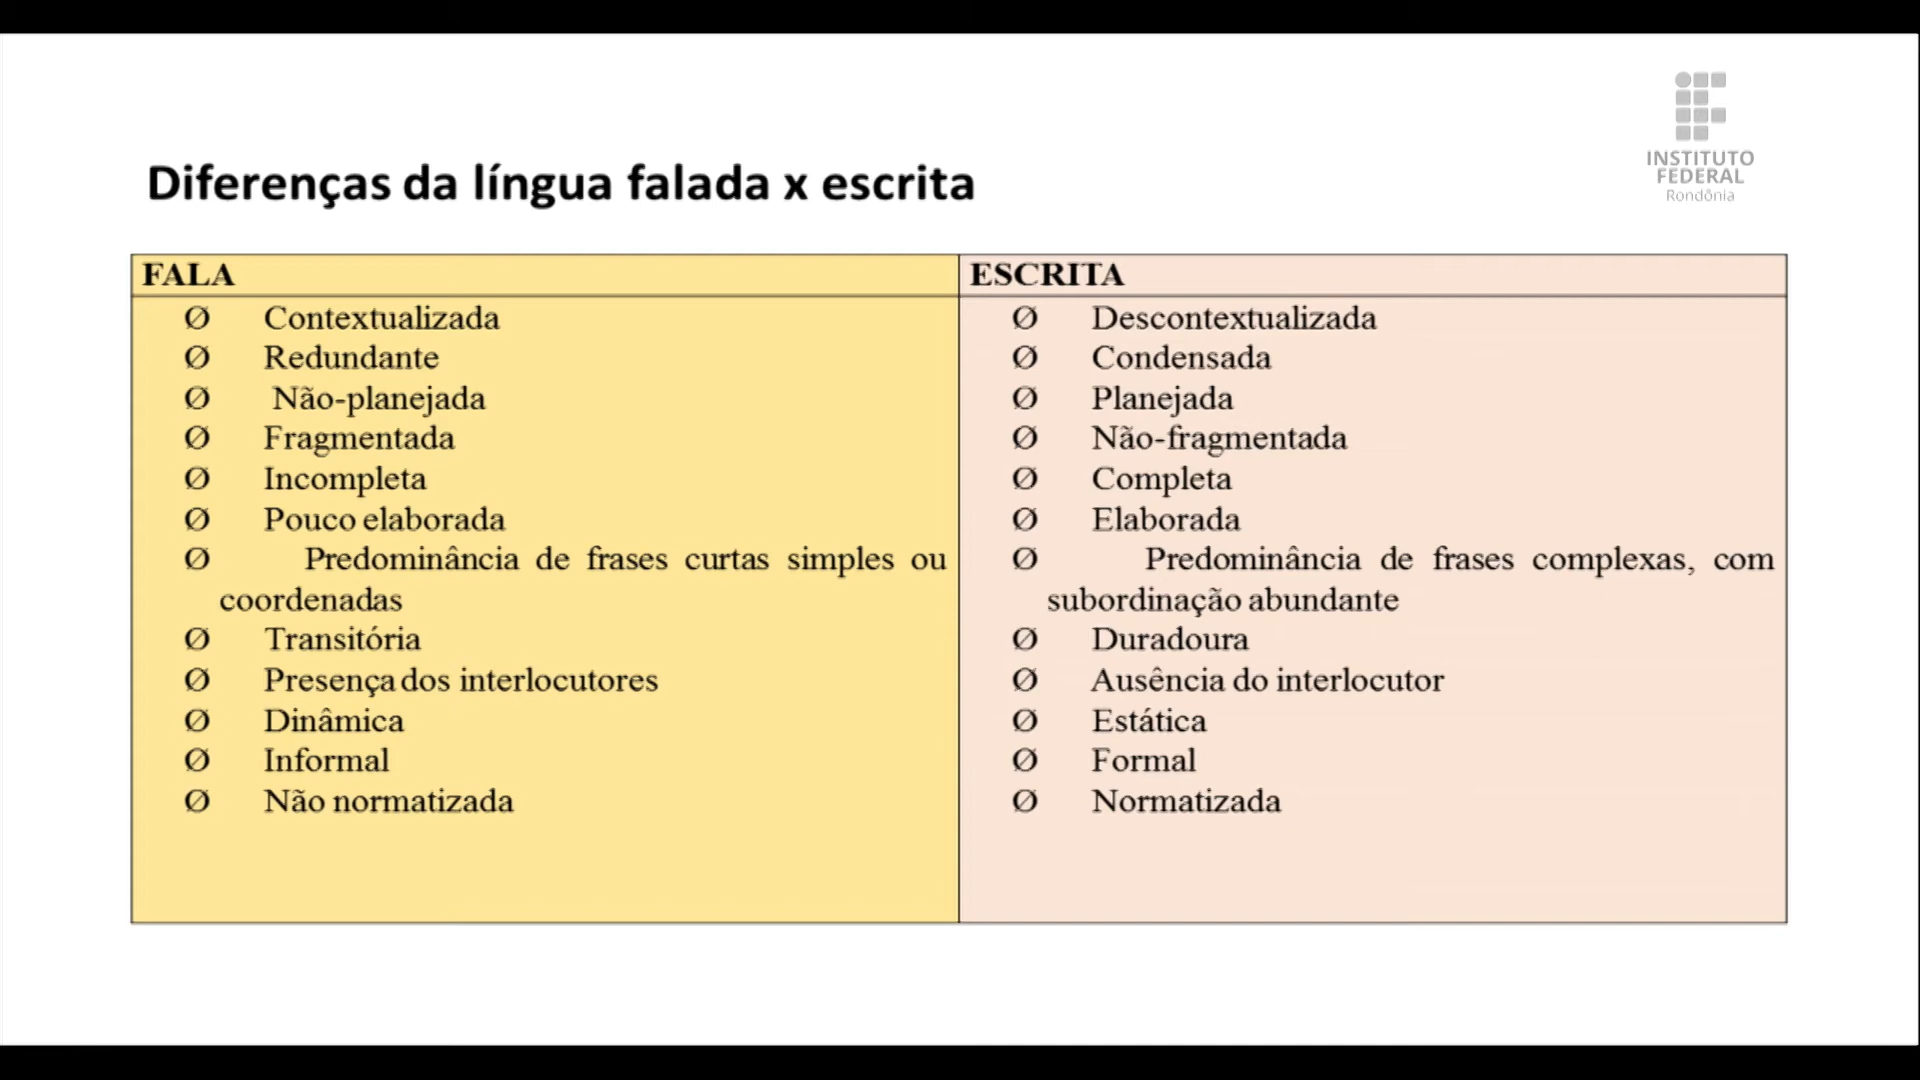 INSTITUTO
FEDERAL
Rondônia
Diferenças da língua falada x escrita
FALA
Ø Contextualizada
Ø Redundante
Ø Não-planejada
Ø Fragmentada
Ø Incompleta
Ø Pouco elaborada
Ø Predominância de frases curtas simples ou
coordenadas
Ø Transitória
Ø Presença dos interlocutores
Ø Dinâmica
Ø Informal
Ø Não normatizada
ESCRITA
Ø Descontextualizada
Ø Condensada
Ø Planejada
Ø Não-fragmentada
Ø Completa
Ø Elaborada
Ø Predominância de frases complexas, com
subordinação abundante
Ø Duradoura
Ø Ausência do interlocutor
Ø Estática
Ø Formal
Ø Normatizada